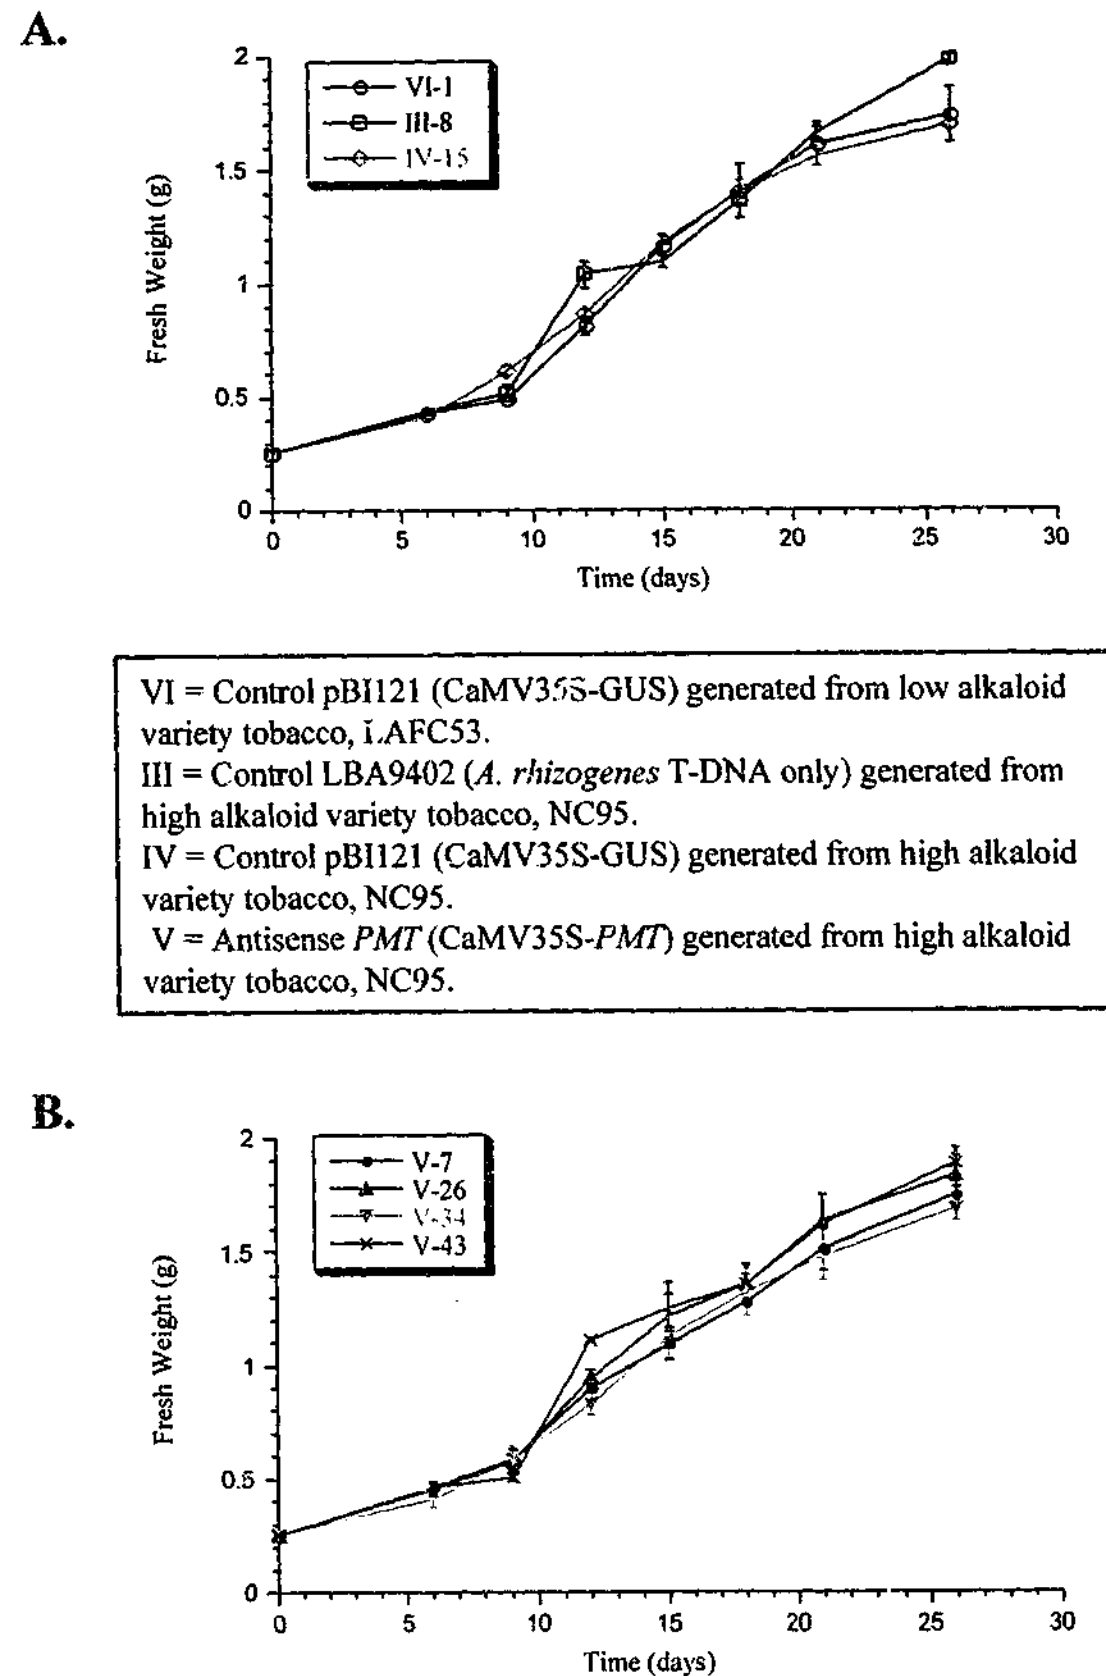 A.
2
1.5
1
0.5
0
Fresh Weight (g)
VI-1
III-8
IV-15
0 5 10 15 20 25 30
Time (days)
VI = Control pBI121 (CaMV35S-GUS) generated from low alkaloid
variety tobacco, LAFC53.
III = Control LBA9402 (A. rhizogenes T-DNA only) generated from
high alkaloid variety tobacco, NC95.
IV = Control pBI121 (CaMV35S-GUS) generated from high alkaloid
variety tobacco, NC95.
V = Antisense PMT (CaMV35S-PMT) generated from high alkaloid
variety tobacco, NC95.
B.
2
1.5
1
0.5
0
Fresh Weight (g)
V-7
V-26
V-34
V-43
0 5 10 15 20 25 30
Time (days)